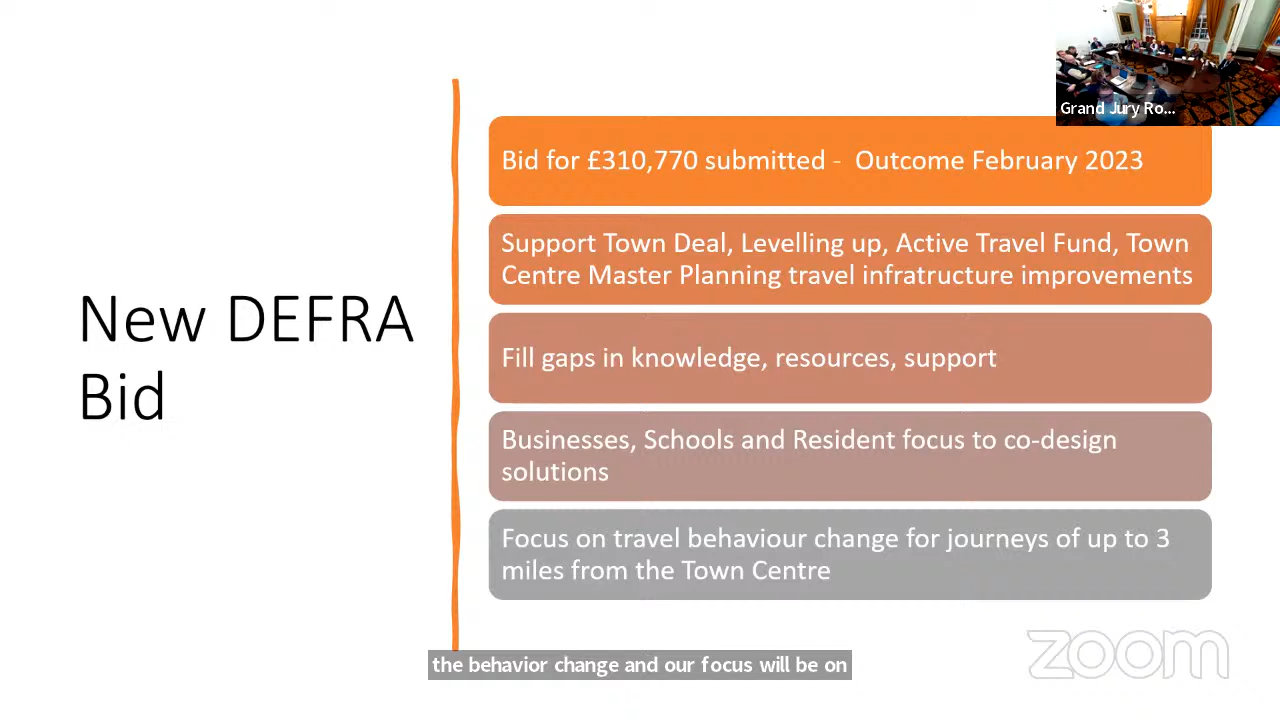 Grand Jury Ro...
Bid for £310,770 submitted - Outcome February 2023
Support Town Deal, Levelling up, Active Travel Fund, Town
Centre Master Planning travel infratructure improvements
New DEFRA
Bid
Fill gaps in knowledge, resources, support
Businesses, Schools and Resident focus to co-design
solutions
Focus on travel behaviour change for journeys of up to 3
miles from the Town Centre
zoom
the behavior change and our focus will be on